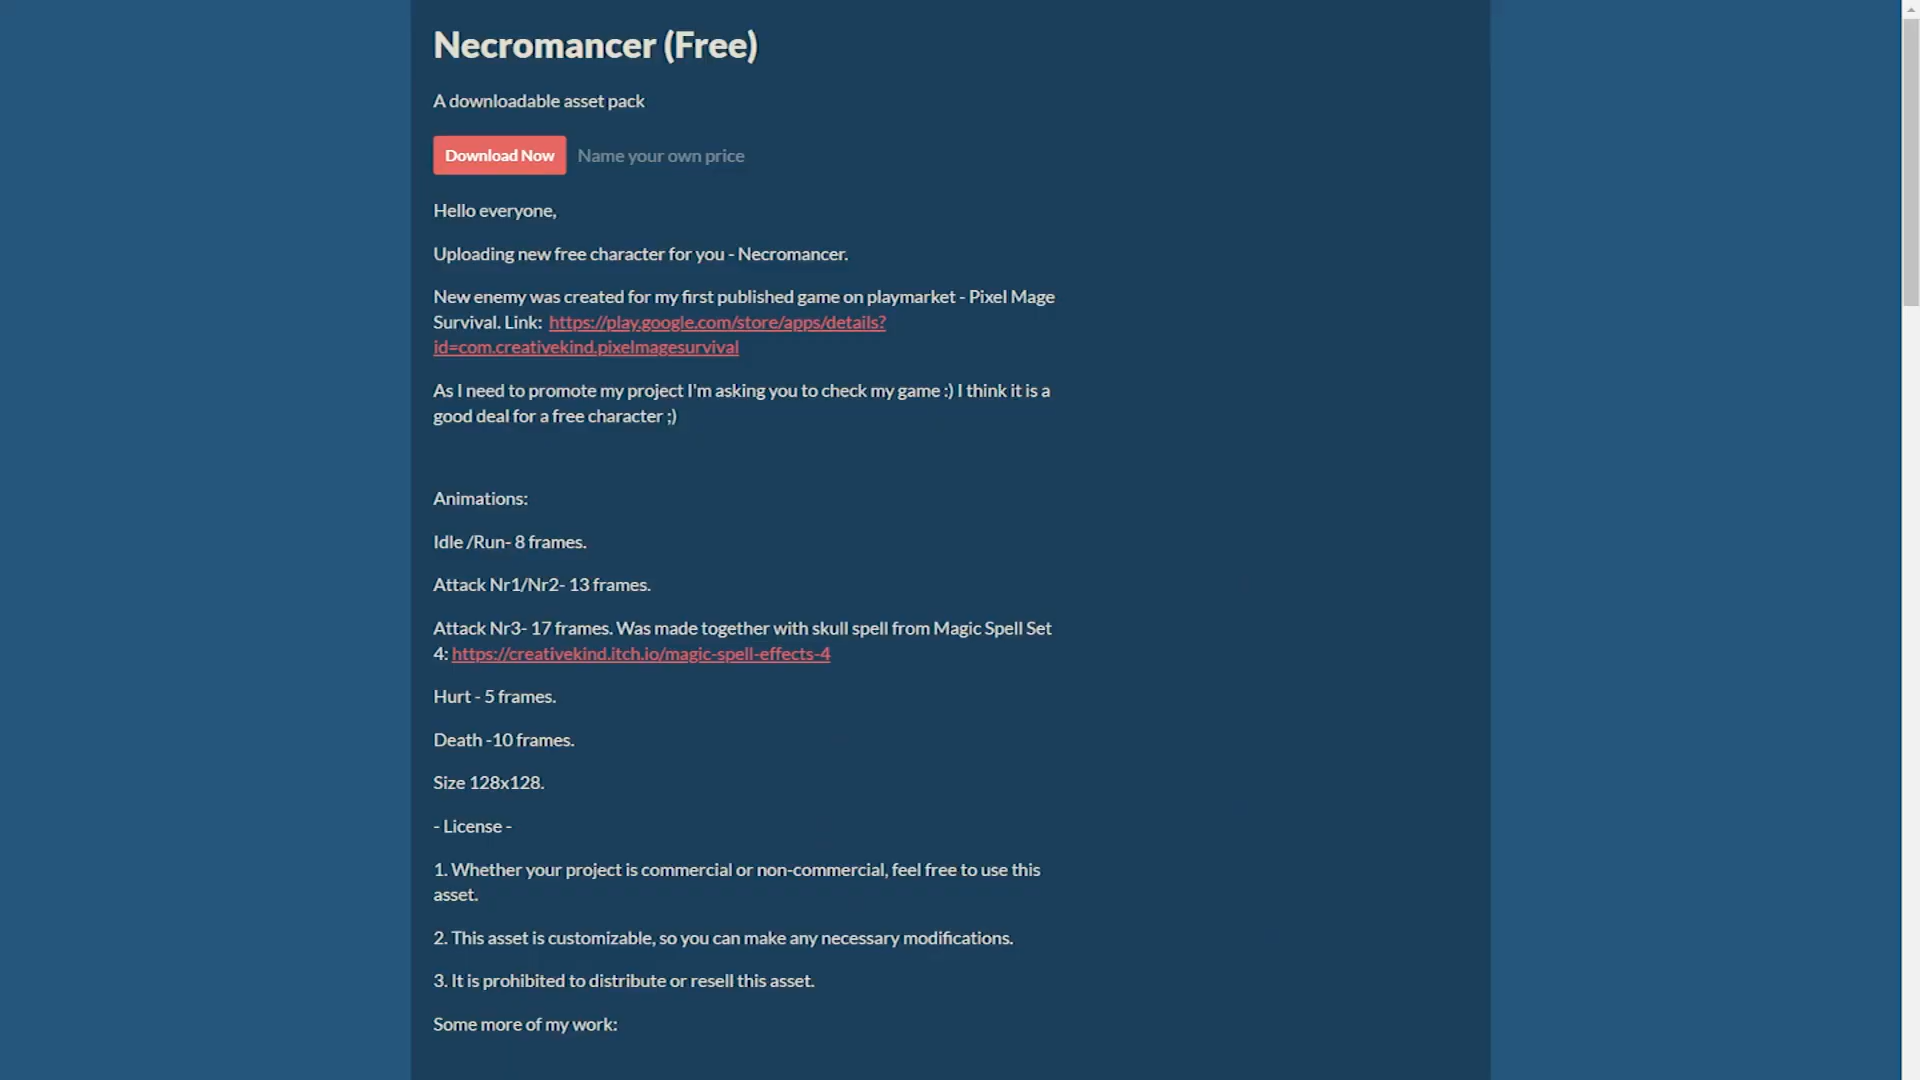 Necromancer (Free)
A downloadable asset pack
Download Now Name your own price
Hello everyone,
Uploading new free character for you - Necromancer.
New enemy was created for my first published game on playmarket - Pixel Mage
Survival. Link: https://play.google.com/store/apps/details?
id=com.creativekind.pixelmagesurvival
As I need to promote my project I'm asking you to check my game :) I think it is a
good deal for a free character ;)
Animations:
Idle /Run- 8 frames.
Attack Nr1/Nr2- 13 frames.
Attack Nr3- 17 frames. Was made together with skull spell from Magic Spell Set
4: https://creativekind.itch.io/magic-spell-effects-4
Hurt - 5 frames.
Death -10 frames.
Size 128x128.
- License -
1. Whether your project is commercial or non-commercial, feel free to use this
asset.
2. This asset is customizable, so you can make any necessary modifications.
3. It is prohibited to distribute or resell this asset.
Some more of my work: